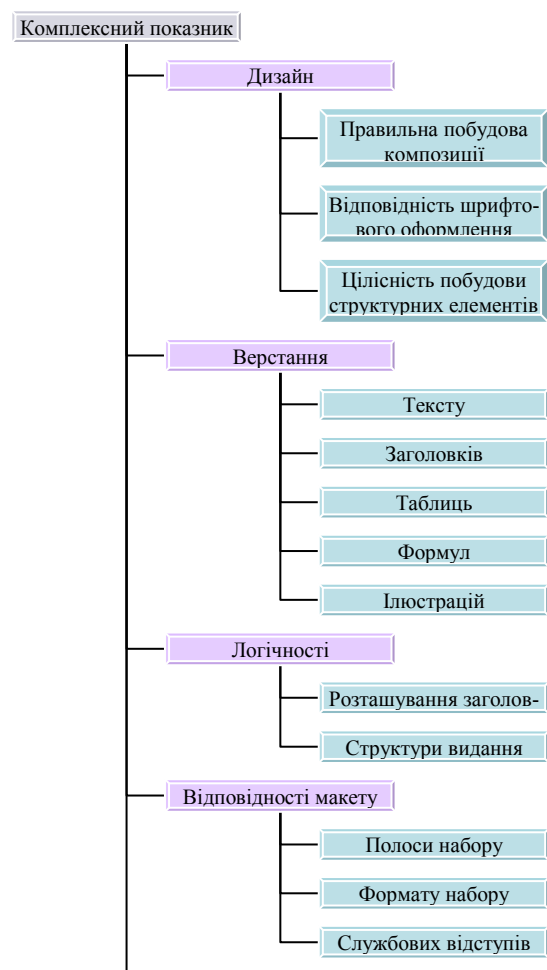 Комплексний показник
Дизайн
Правильна побудова
композиції
Відповідність шрифто-
вого оформлення
Цілісність побудови
структурних елементів
Верстання
Тексту
Заголовків
Таблиць
Формул
Ілюстрацій
Логічності
Розташування заголов-
Структури видання
Відповідності макету
Полоси набору
Формату набору
Службових відступів